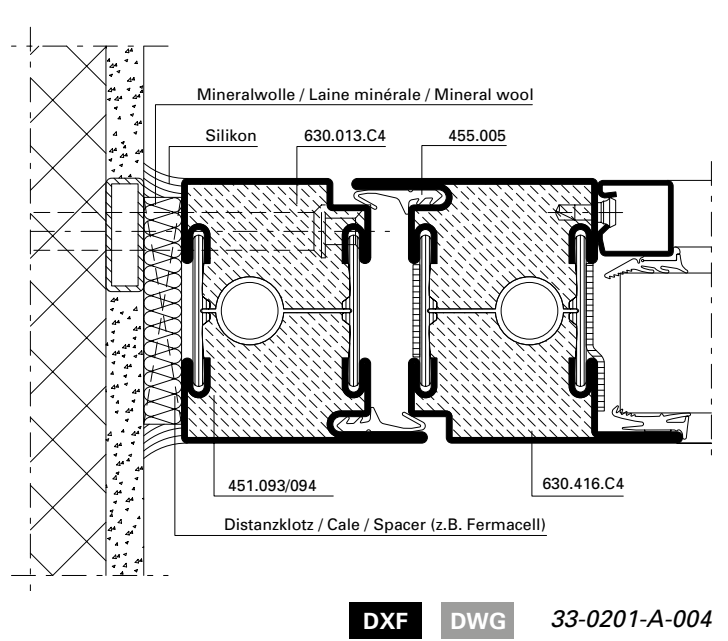 Mineralwolle / Laine minérale / Mineral wool
Silikon
630.013.C4
455.005
451.093/094
630.416.C4
Distanzklotz / Cale / Spacer (z.B. Fermacell)
DXF
DWG
33-0201-A-004